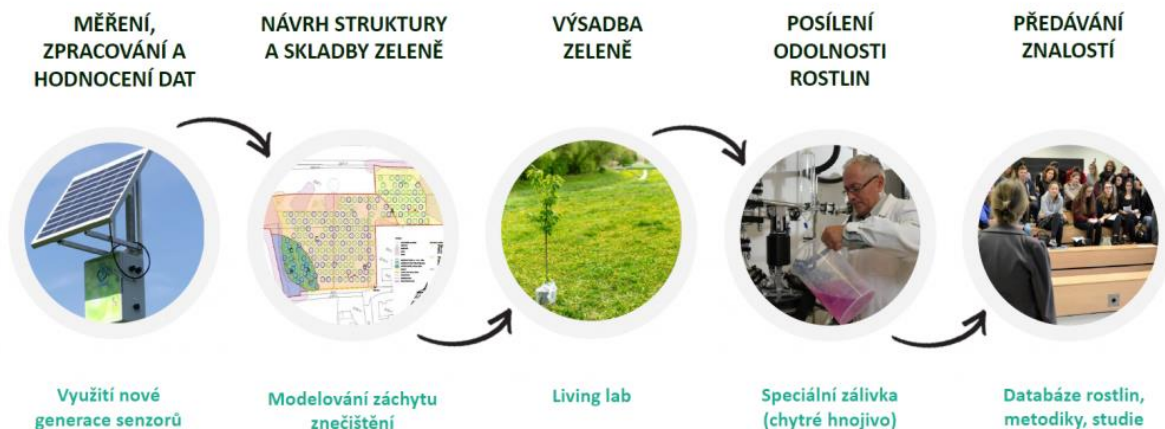 MĚŘENÍ,
ZPRACOVÁNÍ A
HODNOCENÍ DAT
NÁVRH STRUKTURY
A SKLADBY ZELENĚ
VÝSADBA
ZELENĚ
POSÍLENÍ
ODOLNOSTI
ROSTLIN
PŘEDÁVÁNÍ
ZNALOSTÍ
Využití nové
generace senzorů
Modelování záchytu
znečištění
Living lab
Speciální zálivka
(chytré hnojivo)
Databáze rostlin,
metodiky, studie